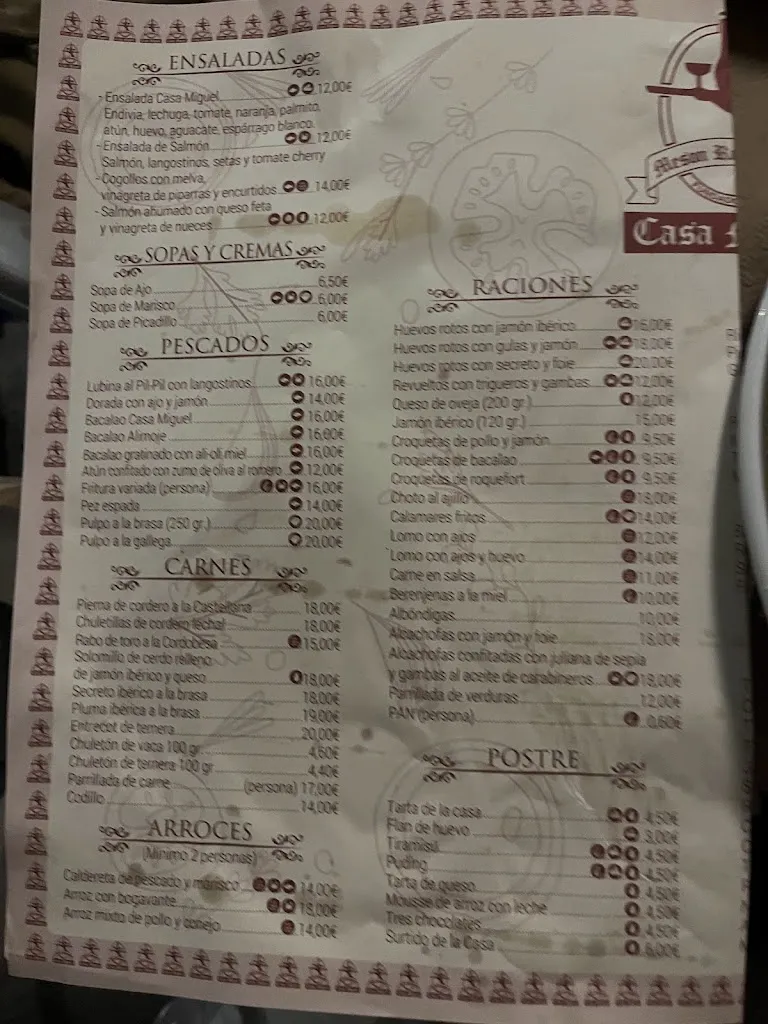 ENSALADAS
- Ensalada Casa Miguel 12,00€
Endivia, lechuga, tomate, naranja, palmito,
atún, huevo, aguacate, espárrago blanco.
- Ensalada de Salmón 12,00€
Salmón, langostinos, setas y tomate cherry
- Cogollos con melva,
vinagreta de piparras y encurtidos 14,00€
- Salmón ahumado con queso feta
y vinagreta de nueces 12,00€
SOPAS Y CREMAS
Sopa de Ajo 6,50€
Sopa de Marisco 6,00€
Sopa de Picadillo 6,00€
PESCADOS
Lubina al Pil-Pil con langostinos 16,00€
Dorada con ajo y jamón 14,00€
Bacalao Casa Miguel 16,00€
Bacalao Alimoje 16,00€
Bacalao gratinado con ali-oli miel 16,00€
Atún confitado con zumo de oliva al romero 12,00€
Fritura variada (persona) 16,00€
Pez espada 14,00€
Pulpo a la brasa (250 gr.) 20,00€
Pulpo a la gallega 20,00€
CARNES
Pierna de cordero a la Castellana 18,00€
Chuletillas de cordero lechal 18,00€
Rabo de toro a la Cordobesa 15,00€
Solomillo de cerdo relleno
de jamón ibérico y queso 18,00€
Secreto ibérico a la brasa 18,00€
Pluma ibérica a la brasa 19,00€
Entrecot de ternera 20,00€
Chuletón de vaca 100 gr 4,60€
Chuletón de ternera 100 gr 4,40€
Parrillada de carne (persona) 17,00€
Codillo 14,00€
ARROCES
(Mínimo 2 personas)
Caldereta de pescado y marisco 14,00€
Arroz con bogavante 18,00€
Arroz mixto de pollo y conejo 14,00€
Meson
Casa
RACIONES
Huevos rotos con jamón ibérico 16,00€
Huevos rotos con gulas y jamón 18,00€
Huevos rotos con secreto y foie 20,00€
Revueltos con trigueros y gambas 12,00€
Queso de oveja (200 gr.) 12,00€
Jamón ibérico (120 gr.) 15,00€
Croquetas de pollo y jamón 9,50€
Croquetas de bacalao 9,50€
Croquetas de roquefort 9,50€
Choto al ajillo 18,00€
Calamares fritos 14,00€
Lomo con ajos 12,00€
Lomo con ajos y huevo 14,00€
Carne en salsa 11,00€
Berenjenas a la miel 10,00€
Albóndigas 10,00€
Alcachofas con jamón y foie 18,00€
Alcachofas confitadas con juliana de sepia
y gambas al aceite de carabineros 18,00€
Parrillada de verduras 12,00€
PAN (persona) 0,60€
POSTRE
Tarta de la casa 4,50€
Flan de huevo 3,00€
Tiramisú 4,50€
Puding 4,50€
Tarta de queso 4,50€
Mousse de arroz con leche 4,50€
Tres chocolates 4,50€
Surtido de la Casa 6,00€